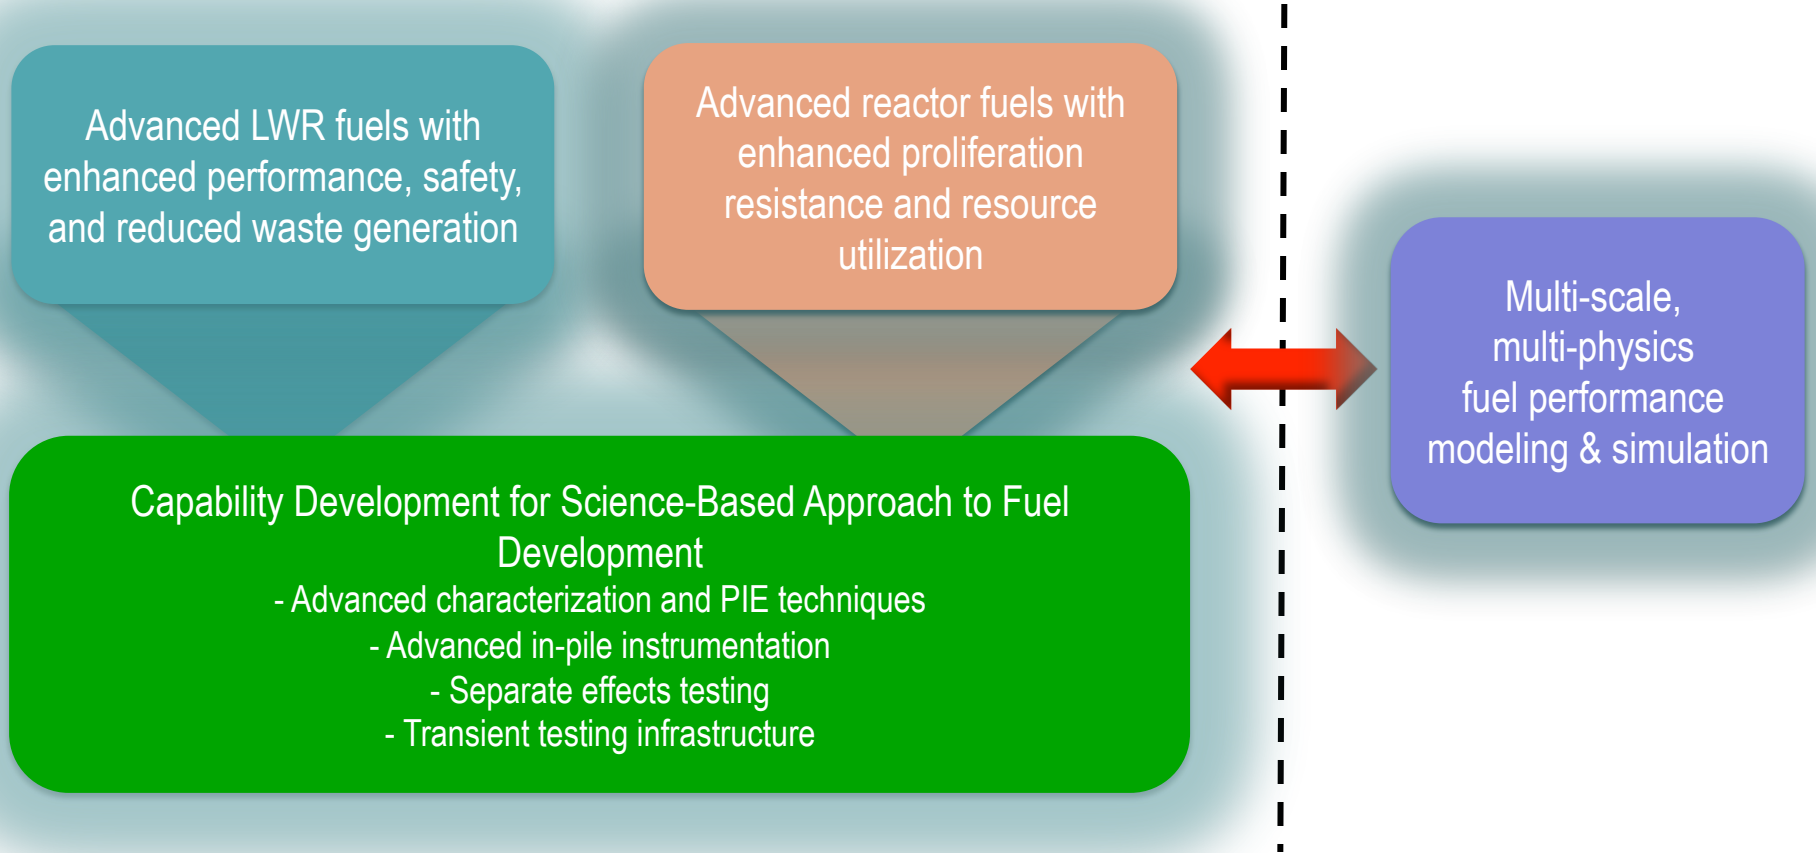 Advanced LWR fuels with
enhanced performance, safety,
and reduced waste generation
Advanced reactor fuels with
enhanced proliferation
resistance and resource
utilization
Multi-scale,
multi-physics
fuel performance
modeling & simulation
Capability Development for Science-Based Approach to Fuel
Development
- Advanced characterization and PIE techniques
- Advanced in-pile instrumentation
- Separate effects testing
- Transient testing infrastructure